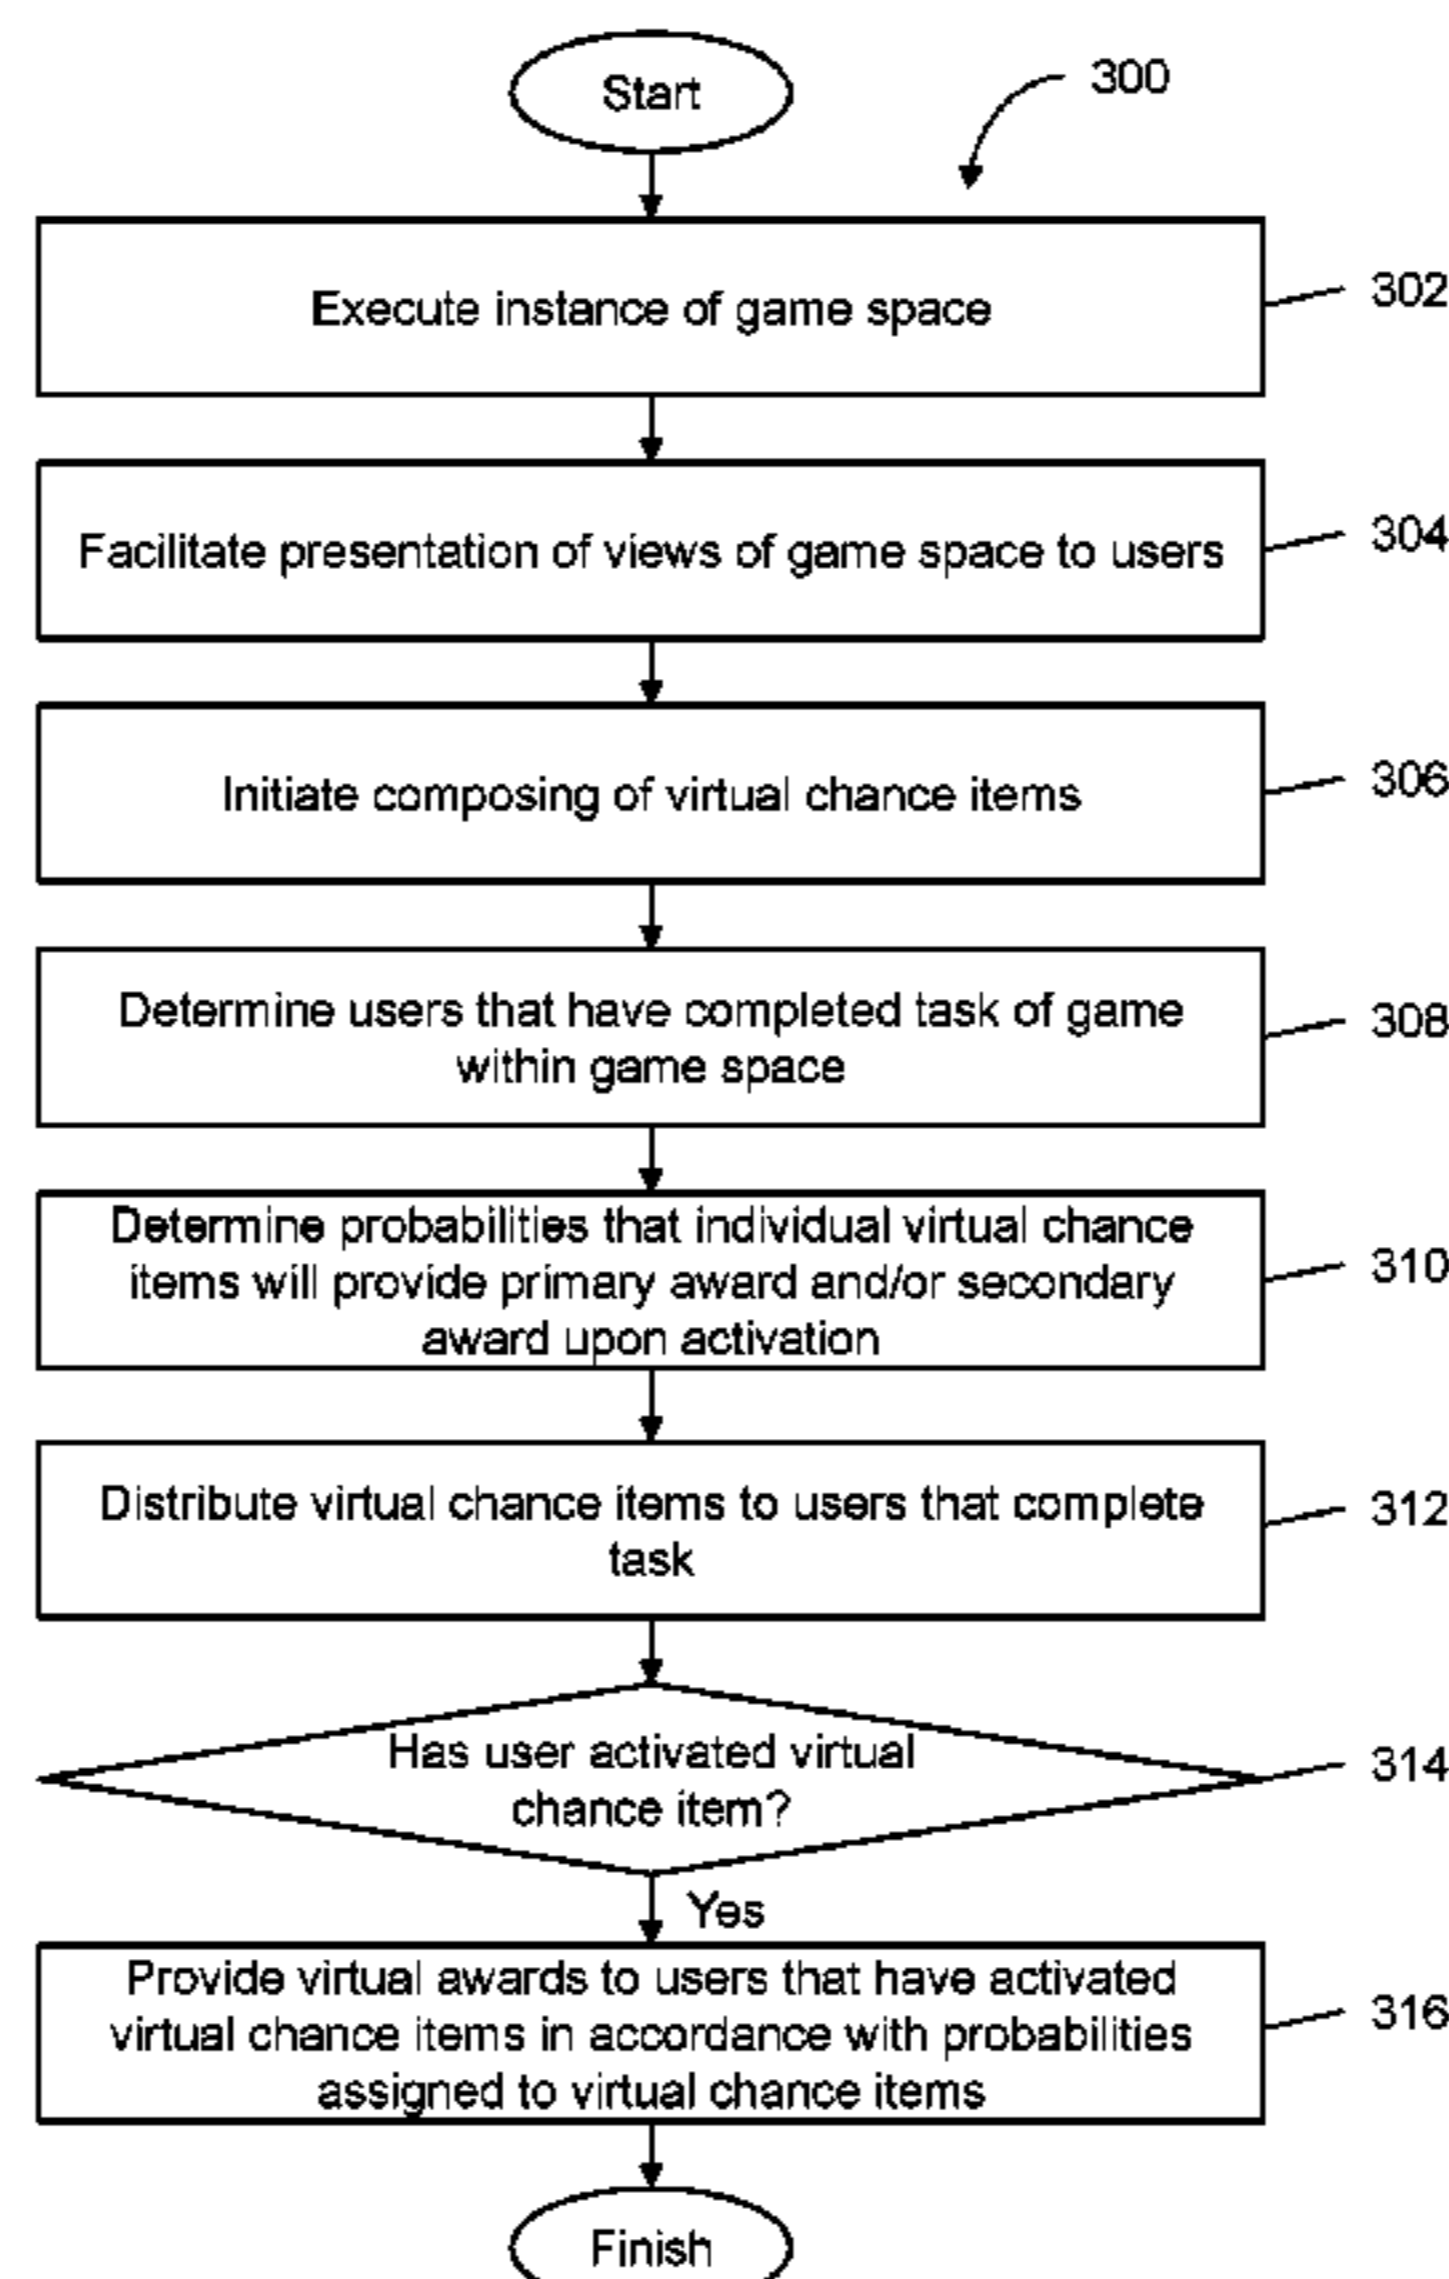 Start
300
Execute instance of game space
302
Facilitate presentation of views of game space to users
304
Initiate composing of virtual chance items
306
Determine users that have completed task of game
within game space
308
Determine probabilities that individual virtual chance
items will provide primary award and/or secondary
award upon activation
310
Distribute virtual chance items to users that complete
task
312
Has user activated virtual
chance item?
314
Yes
Provide virtual awards to users that have activated
virtual chance items in accordance with probabilities
assigned to virtual chance items
316
Finish